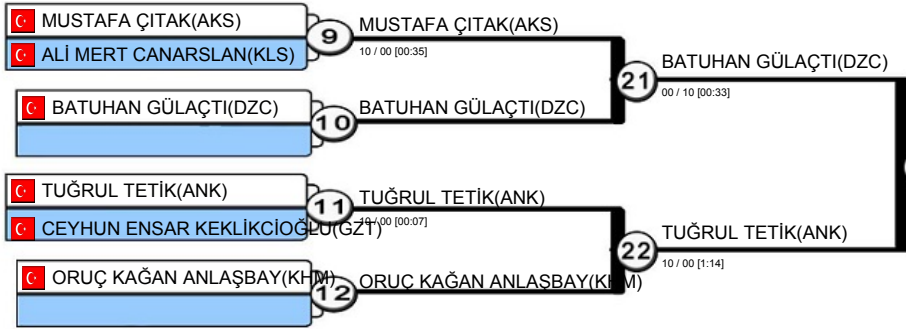 MUSTAFA ÇITAK(AKS)
ALİ MERT CANARSLAN(KLS)
9
MUSTAFA ÇITAK(AKS)
10 / 00 [00:35]
BATUHAN GÜLAÇTI(DZC)
10
BATUHAN GÜLAÇTI(DZC)
21
BATUHAN GÜLAÇTI(DZC)
00 / 10 [00:33]
TUĞRUL TETİK(ANK)
CEYHUN ENSAR KEKLİKCİOĞLU(GZT)
11
TUĞRUL TETİK(ANK)
10 / 00 [00:07]
ORUÇ KAĞAN ANLAŞBAY(KHM)
12
ORUÇ KAĞAN ANLAŞBAY(KHM)
22
TUĞRUL TETİK(ANK)
10 / 00 [1:14]